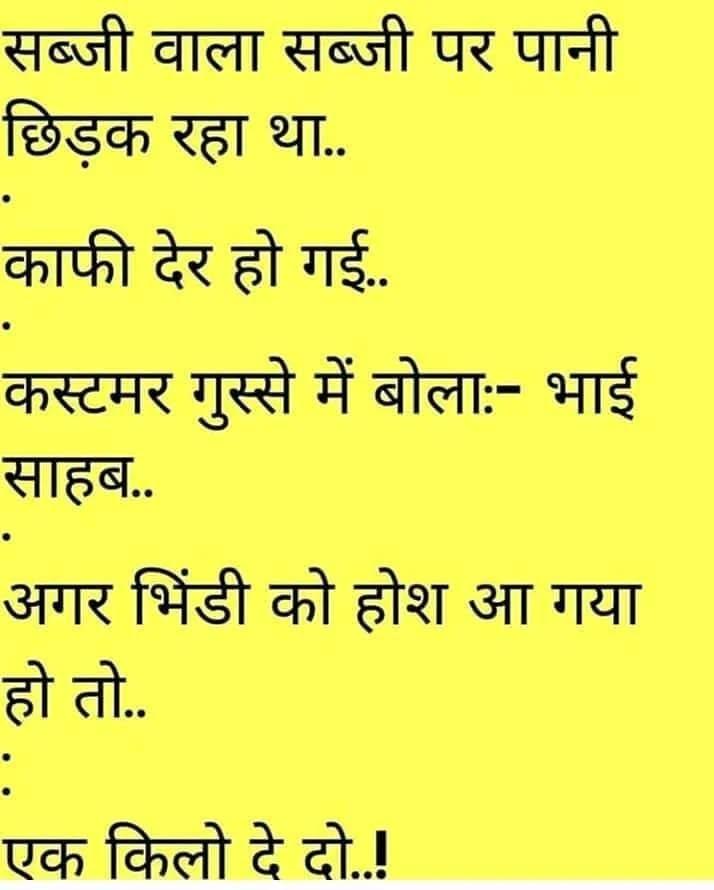 सब्जी वाला सब्जी पर पानी
छिड़क रहा था..
.
काफी देर हो गई..
.
कस्टमर गुस्से में बोलाः- भाई
साहब..
.
अगर भिंडी को होश आ गया
हो तो..
.
.
एक किलो दे दो..!